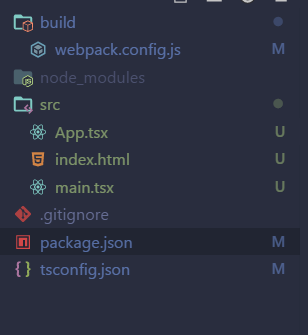 build
webpack.config.js M
node_modules
src
App.tsx U
index.html U
main.tsx U
.gitignore
package.json M
tsconfig.json M